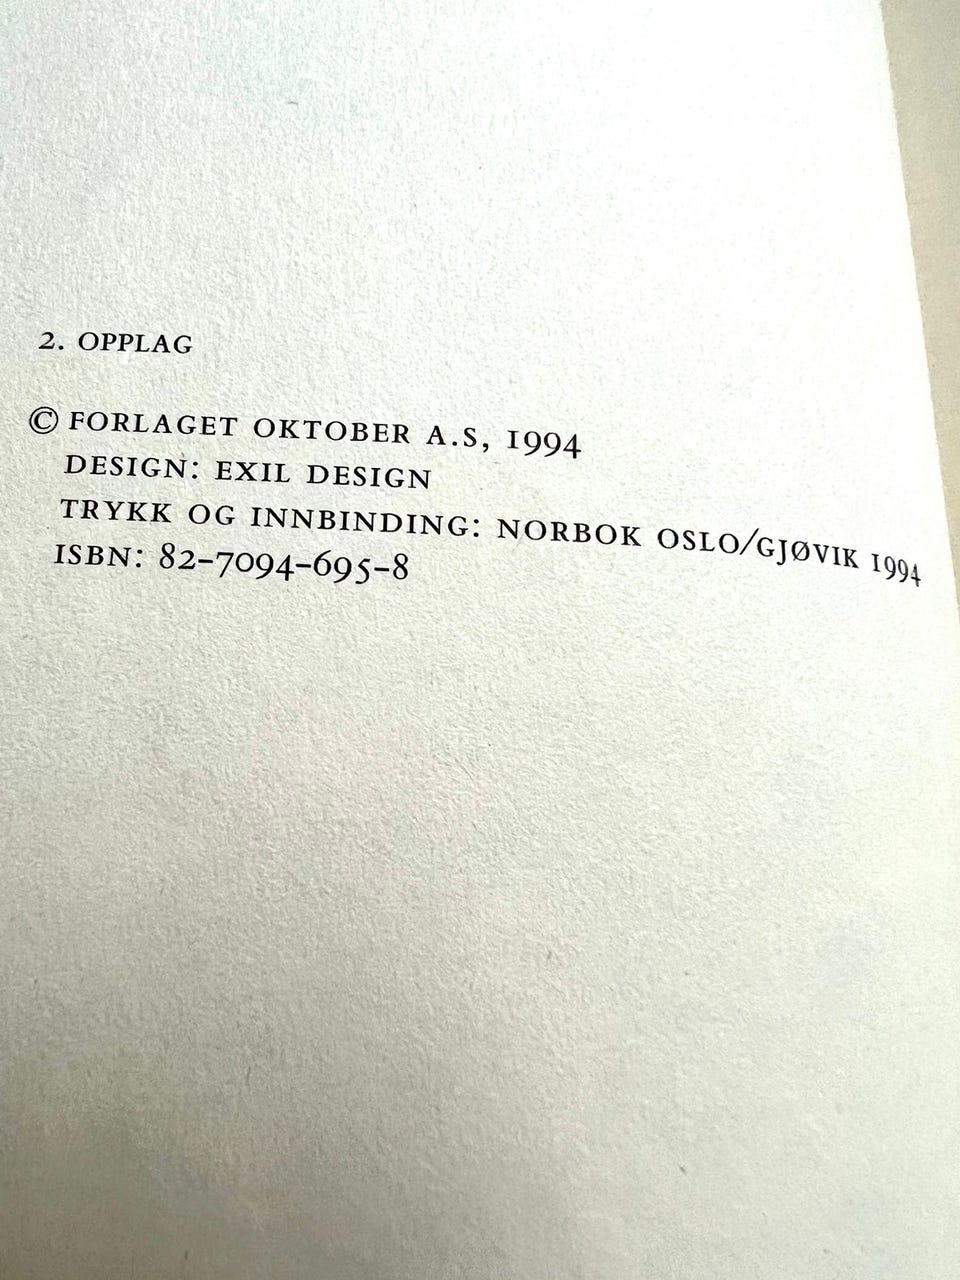 2. OPPLAG
© FORLAGET OKTOBER A.S, 1994
DESIGN: EXIL DESIGN
TRYKK OG INNBINDING: NORBOK OSLO/GJØVIK 1994
ISBN: 82-7094-695-8